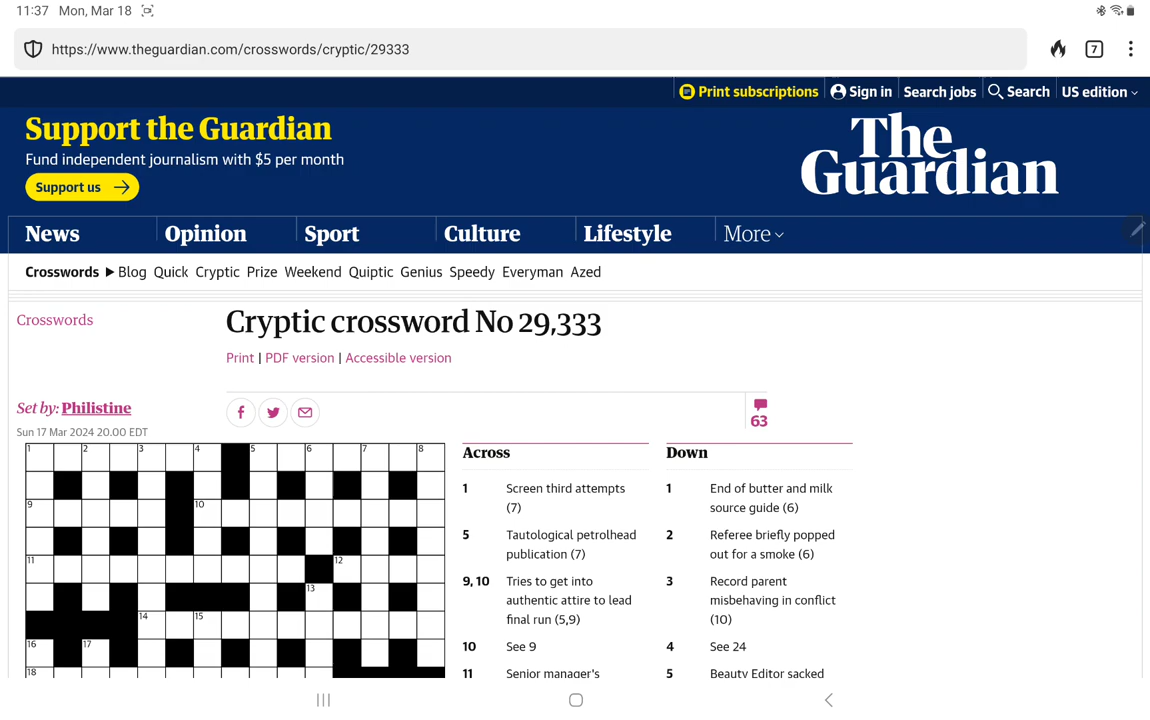 11:37 Mon, Mar 18
https://www.theguardian.com/crosswords/cryptic/29333
7
Print subscriptions
Sign in
Search jobs
Search
US edition
Support the Guardian
Fund independent journalism with $5 per month
Support us
The
Guardian
News
Opinion
Sport
Culture
Lifestyle
More
Crosswords
Blog
Quick
Cryptic
Prize
Weekend
Quiptic
Genius
Speedy
Everyman
Azed
Crosswords
Cryptic crossword No 29,333
Print | PDF version | Accessible version
Set by: Philistine
Sun 17 Mar 2024 20.00 EDT
63
1 2 3 4 5 6 7 8
9 10
11 12
13
14 15
16 17
18
Across
1 Screen third attempts
(7)
5 Tautological petrolhead
publication (7)
9, 10 Tries to get into
authentic attire to lead
final run (5,9)
10 See 9
11 Senior manager's
Down
1 End of butter and milk
source guide (6)
2 Referee briefly popped
out for a smoke (6)
3 Record parent
misbehaving in conflict
(10)
4 See 24
5 Beauty Editor sacked